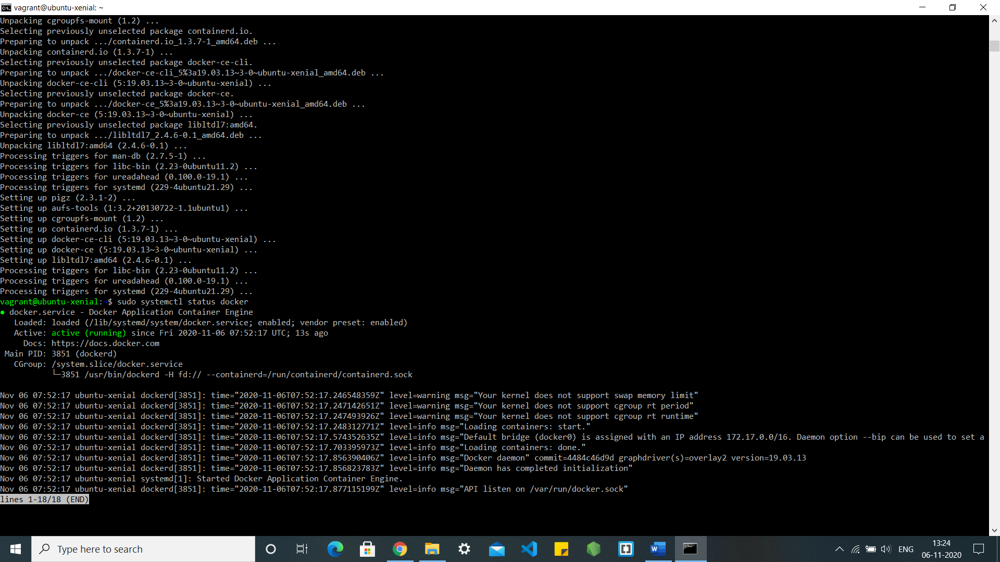 vagrant@ubuntu-xenial: ~
Unpacking cgroupfs-mount (1.2) ...
Selecting previously unselected package containerd.io.
Preparing to unpack .../containerd.io_1.3.7-1_amd64.deb ...
Unpacking containerd.io (1.3.7-1) ...
Selecting previously unselected package docker-ce-cli.
Preparing to unpack .../docker-ce-cli_5%3a19.03.13~3-0~ubuntu-xenial_amd64.deb ...
Unpacking docker-ce-cli (5:19.03.13~3-0~ubuntu-xenial) ...
Selecting previously unselected package docker-ce.
Preparing to unpack .../docker-ce_5%3a19.03.13~3-0~ubuntu-xenial_amd64.deb ...
Unpacking docker-ce (5:19.03.13~3-0~ubuntu-xenial) ...
Selecting previously unselected package libltdl7:amd64.
Preparing to unpack .../libltdl7_2.4.6-0.1_amd64.deb ...
Unpacking libltdl7:amd64 (2.4.6-0.1) ...
Processing triggers for man-db (2.7.5-1) ...
Processing triggers for libc-bin (2.23-0ubuntu11.2) ...
Processing triggers for ureadahead (0.100.0-19.1) ...
Processing triggers for systemd (229-4ubuntu21.29) ...
Setting up pigz (2.3.1-2) ...
Setting up aufs-tools (1:3.2+20130722-1.1ubuntu1) ...
Setting up cgroupfs-mount (1.2) ...
Setting up containerd.io (1.3.7-1) ...
Setting up docker-ce-cli (5:19.03.13~3-0~ubuntu-xenial) ...
Setting up docker-ce (5:19.03.13~3-0~ubuntu-xenial) ...
Setting up libltdl7:amd64 (2.4.6-0.1) ...
Processing triggers for libc-bin (2.23-0ubuntu11.2) ...
Processing triggers for ureadahead (0.100.0-19.1) ...
Processing triggers for systemd (229-4ubuntu21.29) ...
vagrant@ubuntu-xenial:~$ sudo systemctl status docker
● docker.service - Docker Application Container Engine
   Loaded: loaded (/lib/systemd/system/docker.service; enabled; vendor preset: enabled)
   Active: active (running) since Fri 2020-11-06 07:52:17 UTC; 13s ago
     Docs: https://docs.docker.com
 Main PID: 3851 (dockerd)
   CGroup: /system.slice/docker.service
           └─3851 /usr/bin/dockerd -H fd:// --containerd=/run/containerd/containerd.sock
Nov 06 07:52:17 ubuntu-xenial dockerd[3851]: time="2020-11-06T07:52:17.246548359Z" level=warning msg="Your kernel does not support swap memory limit"
Nov 06 07:52:17 ubuntu-xenial dockerd[3851]: time="2020-11-06T07:52:17.247142651Z" level=warning msg="Your kernel does not support cgroup rt period"
Nov 06 07:52:17 ubuntu-xenial dockerd[3851]: time="2020-11-06T07:52:17.247493926Z" level=warning msg="Your kernel does not support cgroup rt runtime"
Nov 06 07:52:17 ubuntu-xenial dockerd[3851]: time="2020-11-06T07:52:17.248312771Z" level=info msg="Loading containers: start."
Nov 06 07:52:17 ubuntu-xenial dockerd[3851]: time="2020-11-06T07:52:17.574352635Z" level=info msg="Default bridge (docker0) is assigned with an IP address 172.17.0.0/16. Daemon option --bip can be used to set a
Nov 06 07:52:17 ubuntu-xenial dockerd[3851]: time="2020-11-06T07:52:17.703395973Z" level=info msg="Loading containers: done."
Nov 06 07:52:17 ubuntu-xenial dockerd[3851]: time="2020-11-06T07:52:17.856390406Z" level=info msg="Docker daemon" commit=4484c46d9d graphdriver(s)=overlay2 version=19.03.13
Nov 06 07:52:17 ubuntu-xenial dockerd[3851]: time="2020-11-06T07:52:17.856823783Z" level=info msg="Daemon has completed initialization"
Nov 06 07:52:17 ubuntu-xenial systemd[1]: Started Docker Application Container Engine.
Nov 06 07:52:17 ubuntu-xenial dockerd[3851]: time="2020-11-06T07:52:17.877115199Z" level=info msg="API listen on /var/run/docker.sock"
lines 1-18/18 (END)
Type here to search
ENG
13:24
06-11-2020